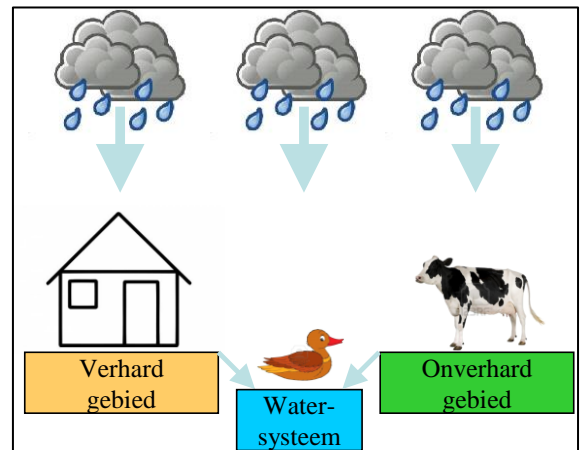 Verhard
gebied
Water-
systeem
Onverhard
gebied